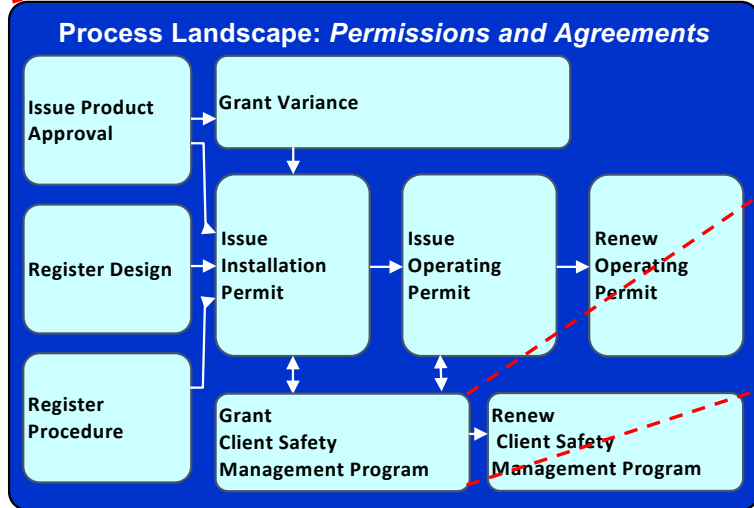 Process Landscape: Permissions and Agreements
Issue Product
Approval
Grant Variance
Register Design
Issue
Installation
Permit
Issue
Operating
Permit
Renew
Operating
Permit
Register
Procedure
Grant
Client Safety
Management Program
Renew
Client Safety
Management Program